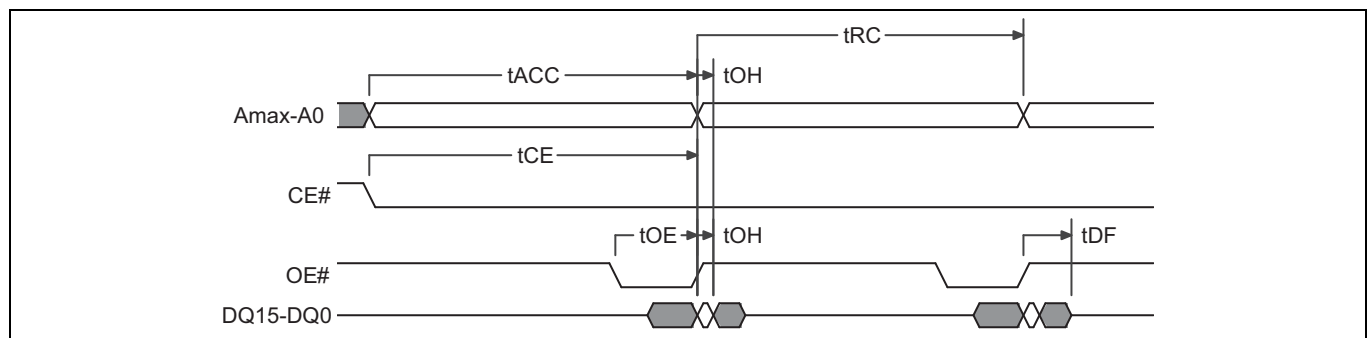 tRC
tACC
tOH
Amax-A0
tCE
CE#
tOE
tOH
tDF
OE#
DQ15-DQ0